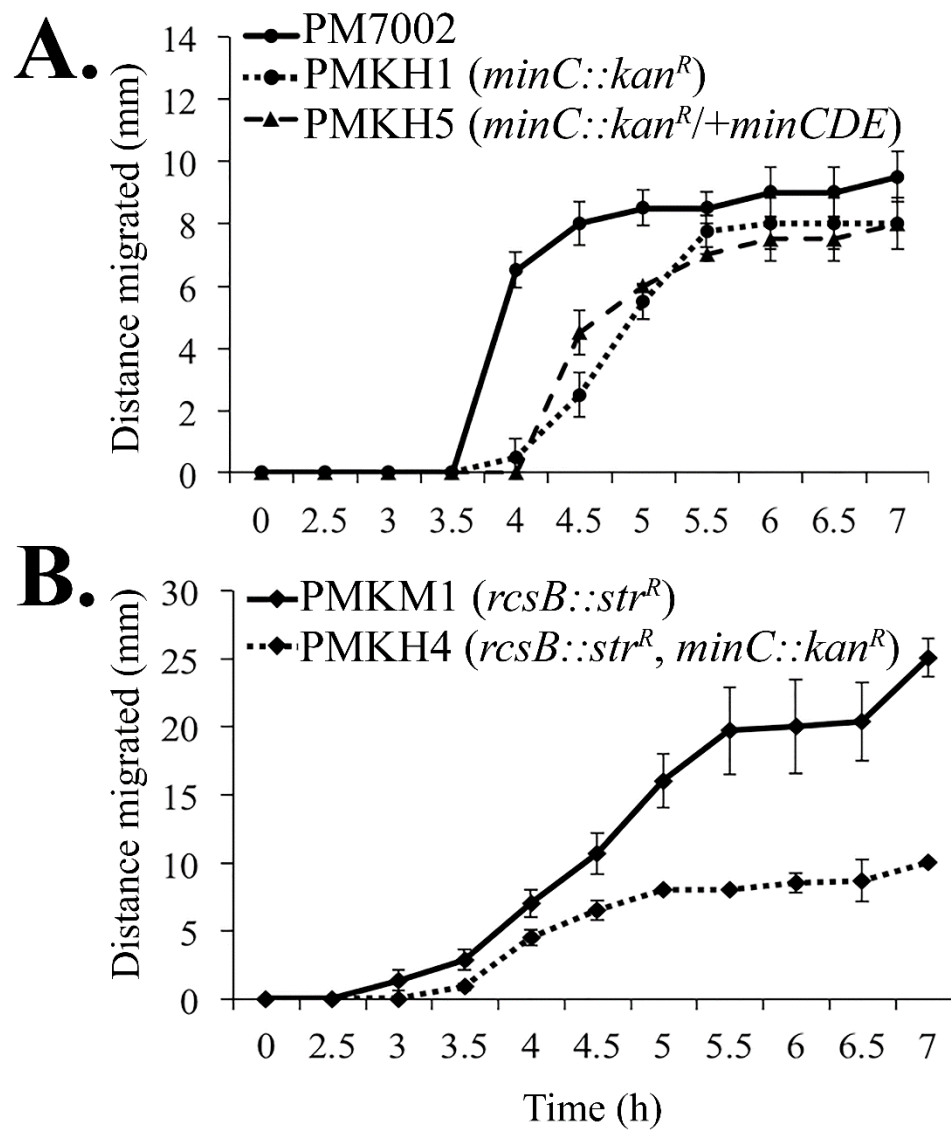 A.
PM7002
PMKH1 (minC::kanᴿ)
PMKH5 (minC::kanᴿ/+minCDE)
Distance migrated (mm)
14
12
10
8
6
4
2
0
0 2.5 3 3.5 4 4.5 5 5.5 6 6.5 7
B.
PMKM1 (rcsB::strᴿ)
PMKH4 (rcsB::strᴿ, minC::kanᴿ)
Distance migrated (mm)
30
25
20
15
10
5
0
0 2.5 3 3.5 4 4.5 5 5.5 6 6.5 7
Time (h)